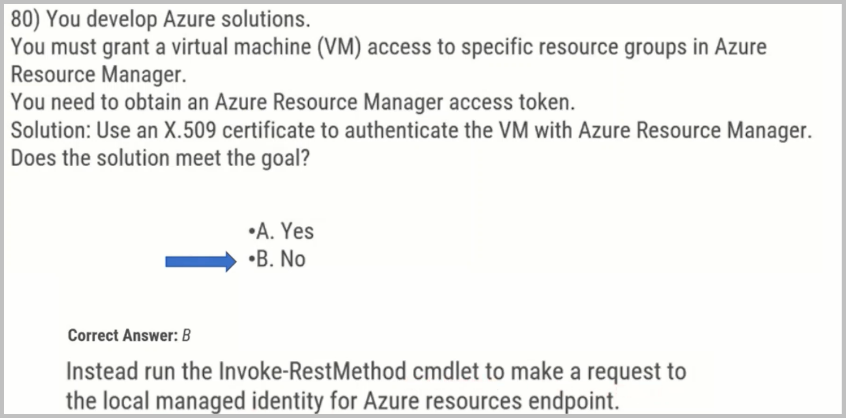 80) You develop Azure solutions.
You must grant a virtual machine (VM) access to specific resource groups in Azure
Resource Manager.
You need to obtain an Azure Resource Manager access token.
Solution: Use an X.509 certificate to authenticate the VM with Azure Resource Manager.
Does the solution meet the goal?
•A. Yes
•B. No
Correct Answer: B
Instead run the Invoke-RestMethod cmdlet to make a request to
the local managed identity for Azure resources endpoint.